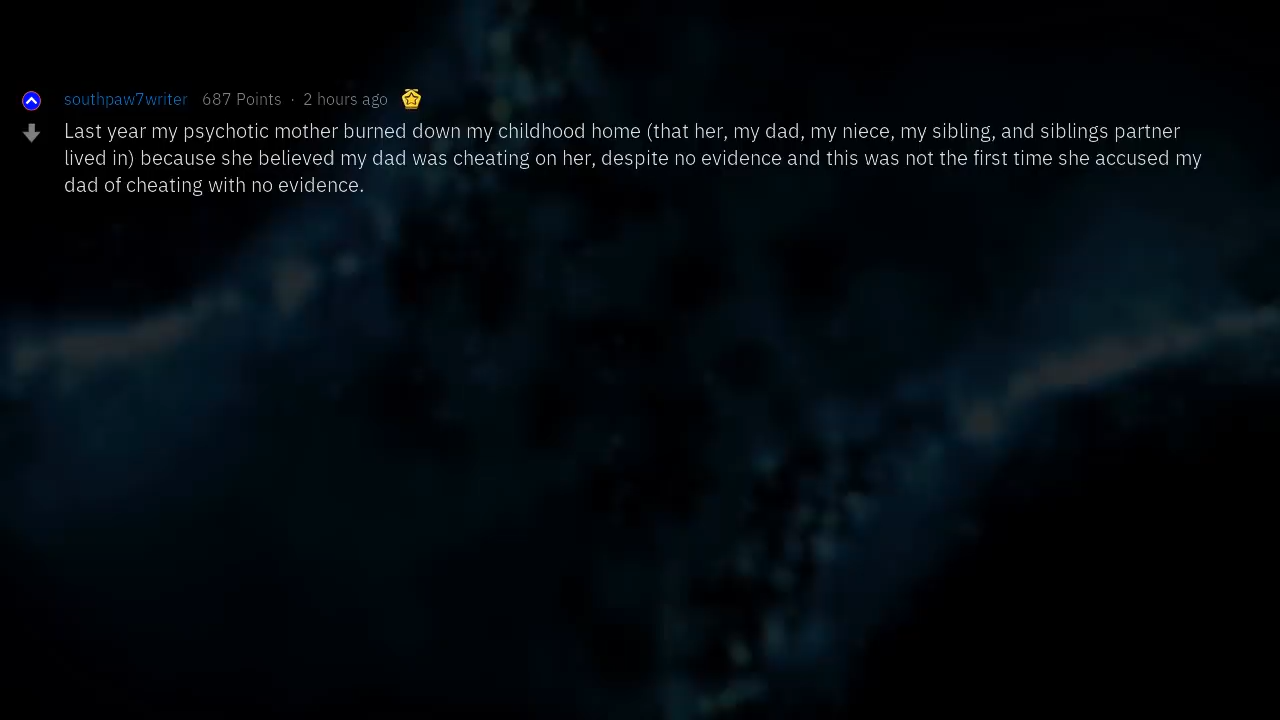 southpaw7writer 687 Points · 2 hours ago
Last year my psychotic mother burned down my childhood home (that her, my dad, my niece, my sibling, and siblings partner
lived in) because she believed my dad was cheating on her, despite no evidence and this was not the first time she accused my
dad of cheating with no evidence.